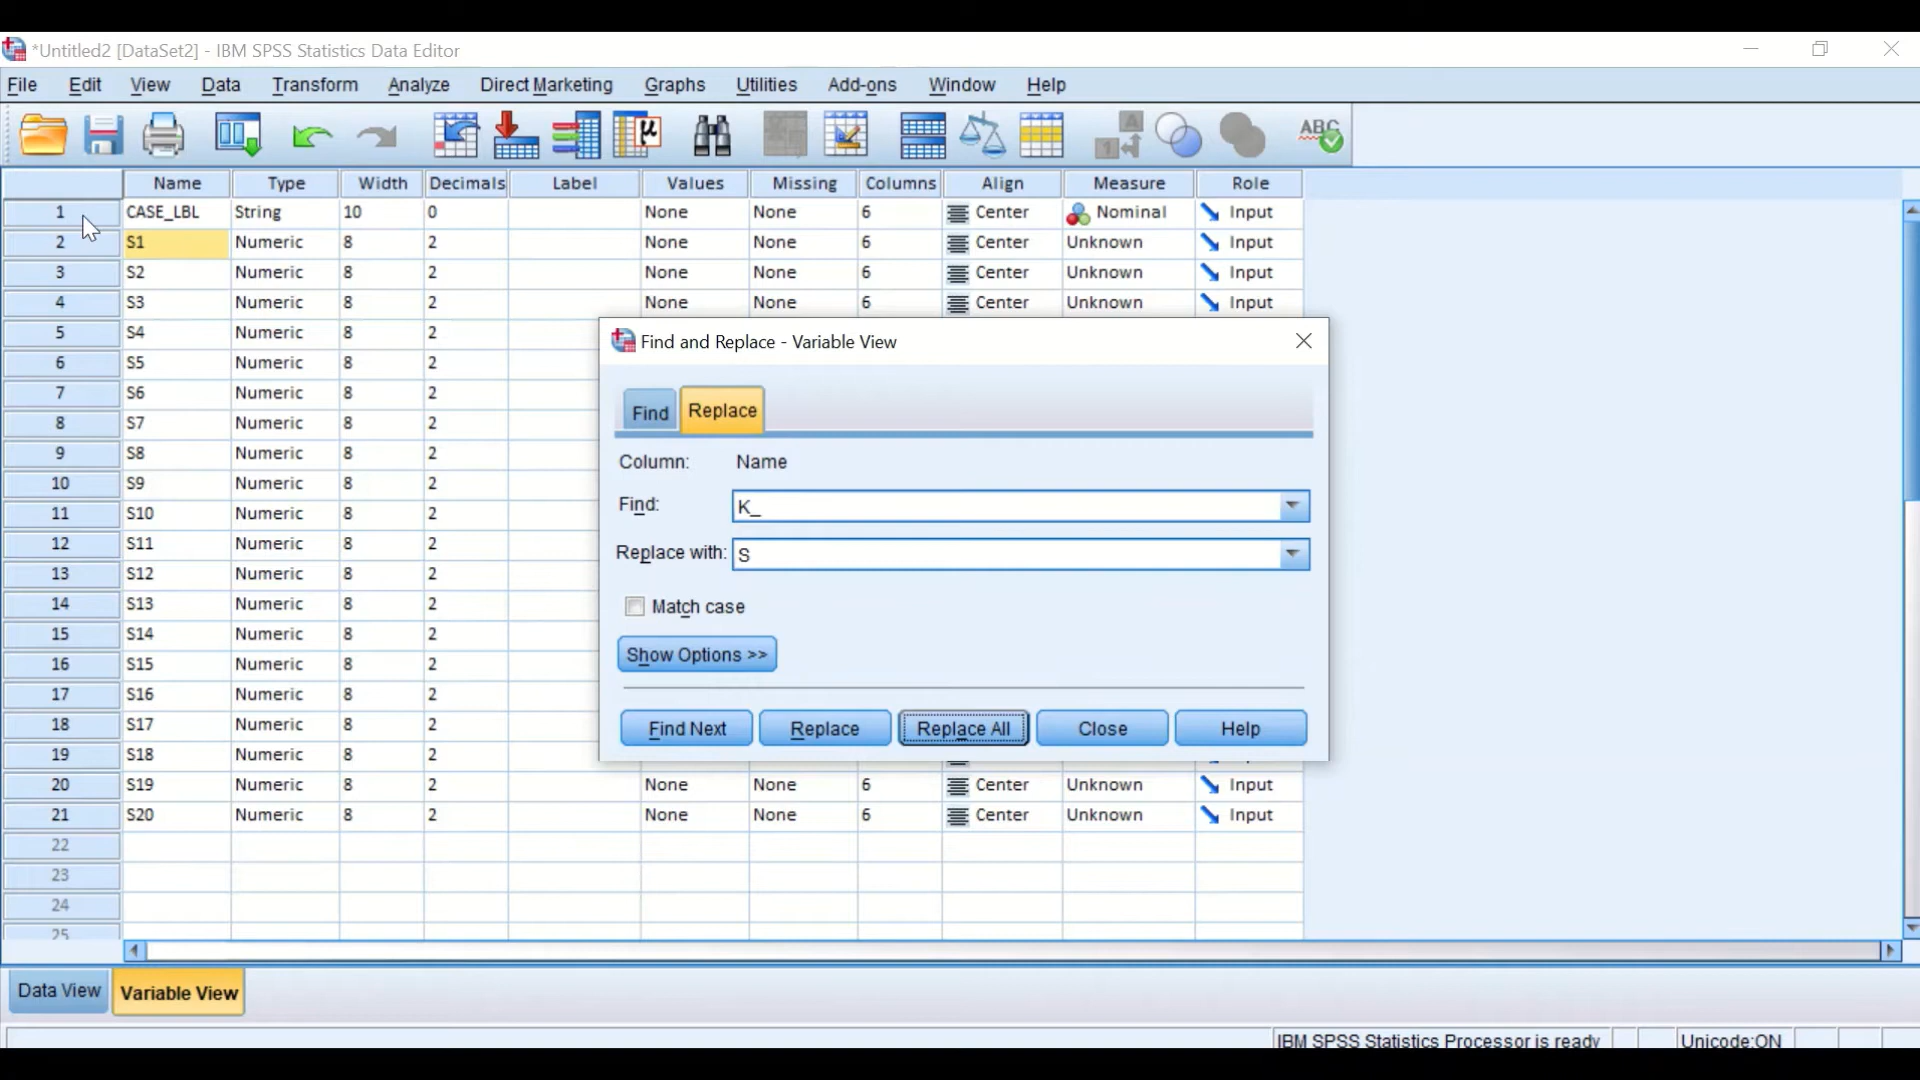 *Untitled2 [DataSet2] - IBM SPSS Statistics Data Editor
File Edit View Data Transform Analyze Direct Marketing Graphs Utilities Add-ons Window Help
A 1 ABC
μ
Name Type Width Decimals Label Values Missing Columns Align Measure Role
1 CASE_LBL String 10 0 None None 6 Center Nominal Input
2 S1 Numeric 8 2 None None 6 Center Unknown Input
3 S2 Numeric 8 2 None None 6 Center Unknown Input
4 S3 Numeric 8 2 None None 6 Center Unknown Input
5 S4 Numeric 8 2
6 S5 Numeric 8 2
7 S6 Numeric 8 2
8 S7 Numeric 8 2
9 S8 Numeric 8 2
10 S9 Numeric 8 2
11 S10 Numeric 8 2
12 S11 Numeric 8 2
13 S12 Numeric 8 2
14 S13 Numeric 8 2
15 S14 Numeric 8 2
16 S15 Numeric 8 2
17 S16 Numeric 8 2
18 S17 Numeric 8 2
19 S18 Numeric 8 2
20 S19 Numeric 8 2 None None 6 Center Unknown Input
21 S20 Numeric 8 2 None None 6 Center Unknown Input
22
23
24
25
Find and Replace - Variable View
Find Replace
Column: Name
Find: K_
Replace with: S
Match case
Show Options >>
Find Next Replace Replace All Close Help
Data View Variable View
IBM SPSS Statistics Processor is ready Unicode:ON